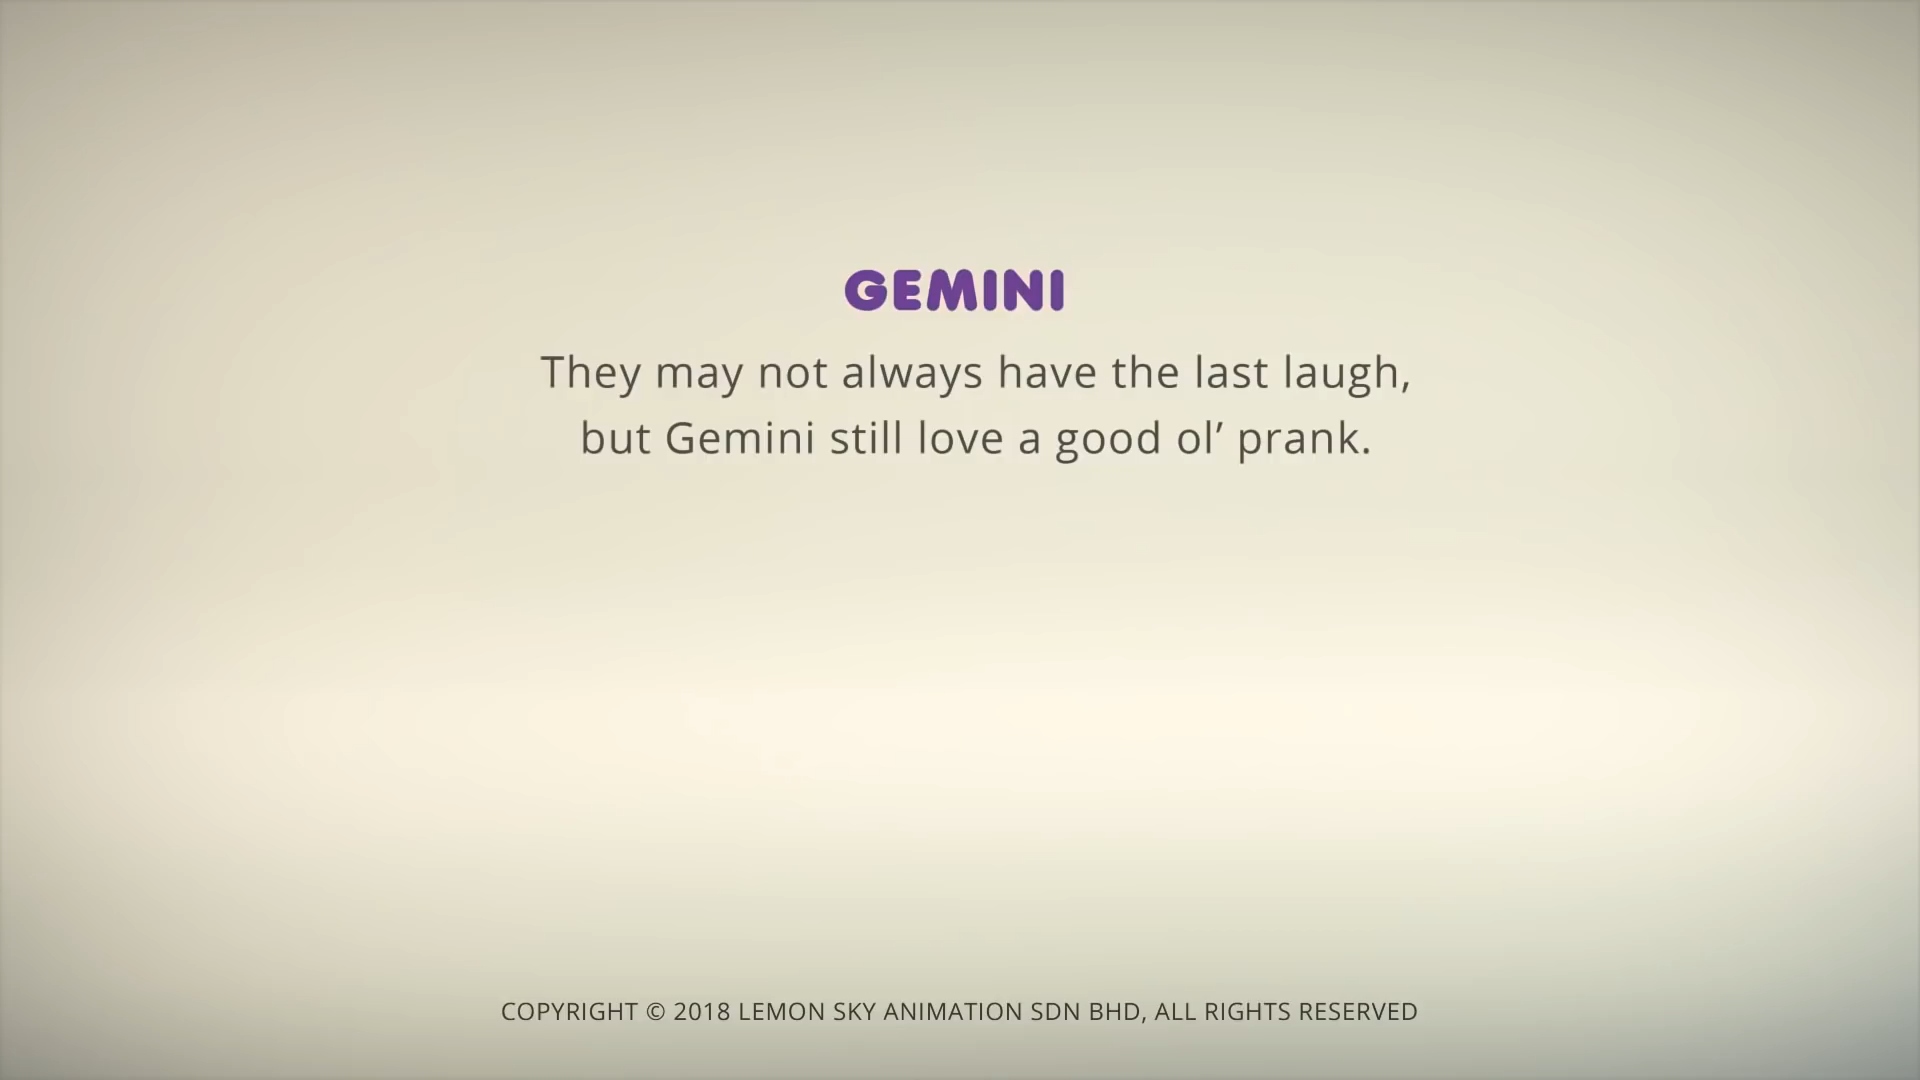 GEMINI
They may not always have the last laugh,
but Gemini still love a good ol’ prank.
COPYRIGHT © 2018 LEMON SKY ANIMATION SDN BHD, ALL RIGHTS RESERVED